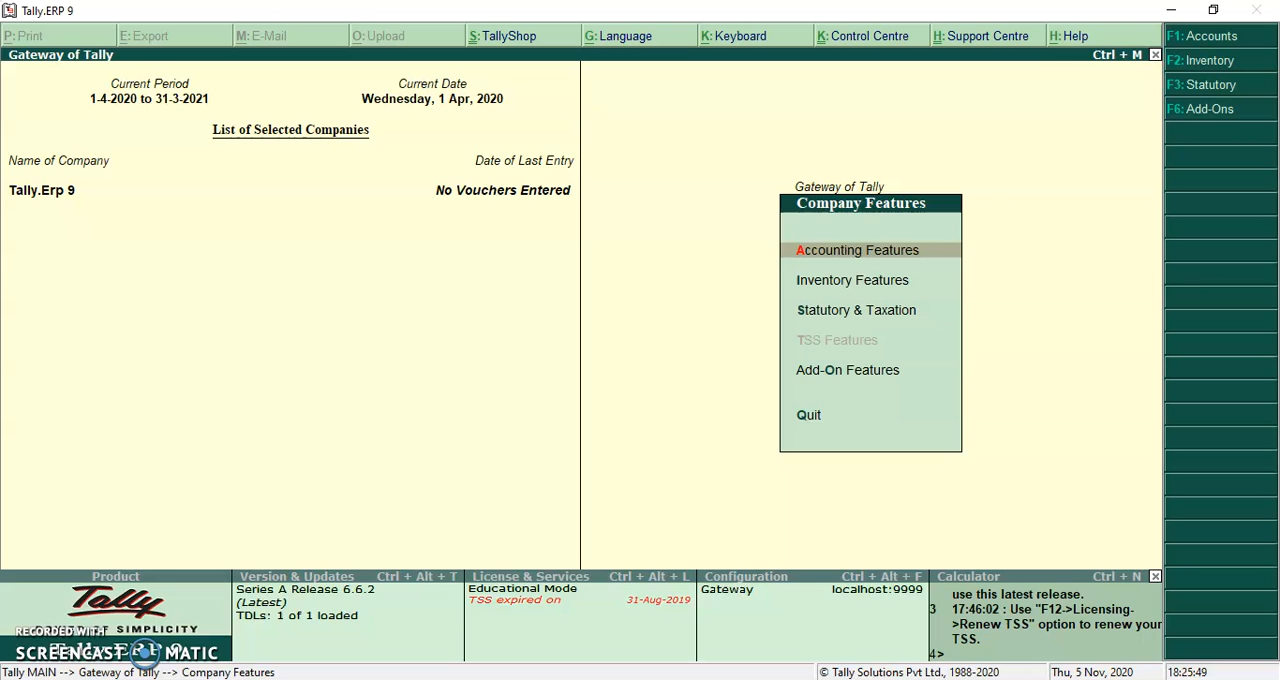 Tally.ERP 9
P: Print
E: Export
M: E-Mail
O: Upload
S: TallyShop
G: Language
K: Keyboard
K: Control Centre
H: Support Centre
H: Help
F1: Accounts
F2: Inventory
F3: Statutory
F6: Add-Ons
Gateway of Tally
Ctrl + M
Current Period
1-4-2020 to 31-3-2021
Current Date
Wednesday, 1 Apr, 2020
List of Selected Companies
Name of Company
Date of Last Entry
Tally.Erp 9
No Vouchers Entered
Gateway of Tally
Company Features
Accounting Features
Inventory Features
Statutory & Taxation
TSS Features
Add-On Features
Quit
Product
Tally
POWER OF SIMPLICITY
Tally.ERP 9
RECORDED WITH
SCREENCAST MATIC
Version & Updates
Ctrl + Alt + T
Series A Release 6.6.2
(Latest)
TDLs: 1 of 1 loaded
License & Services
Ctrl + Alt + L
Educational Mode
TSS expired on
31-Aug-2019
Configuration
Ctrl + Alt + F
Gateway
localhost:9999
Calculator
Ctrl + N
use this latest release.
3 17:46:02 : Use "F12->Licensing-
>Renew TSS" option to renew your
TSS.
4>
Tally MAIN --> Gateway of Tally --> Company Features
© Tally Solutions Pvt Ltd., 1988-2020
Thu, 5 Nov, 2020
18:25:49